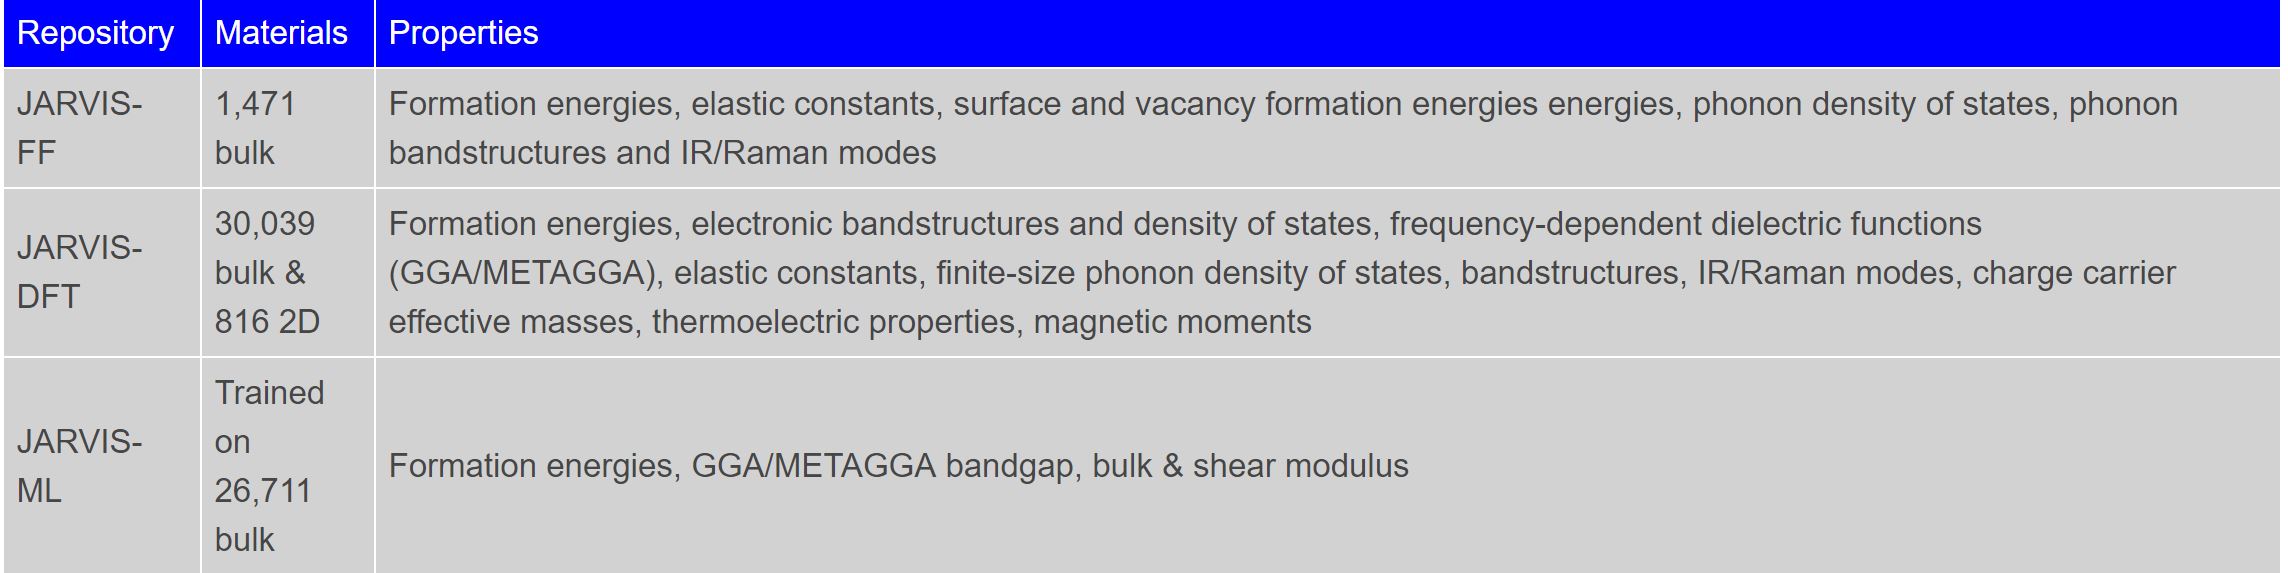 Repository Materials Properties
JARVIS-
FF
1,471
bulk
Formation energies, elastic constants, surface and vacancy formation energies energies, phonon density of states, phonon
bandstructures and IR/Raman modes
JARVIS-
DFT
30,039
bulk &
816 2D
Formation energies, electronic bandstructures and density of states, frequency-dependent dielectric functions
(GGA/METAGGA), elastic constants, finite-size phonon density of states, bandstructures, IR/Raman modes, charge carrier
effective masses, thermoelectric properties, magnetic moments
JARVIS-
ML
Trained
on
26,711
bulk
Formation energies, GGA/METAGGA bandgap, bulk & shear modulus